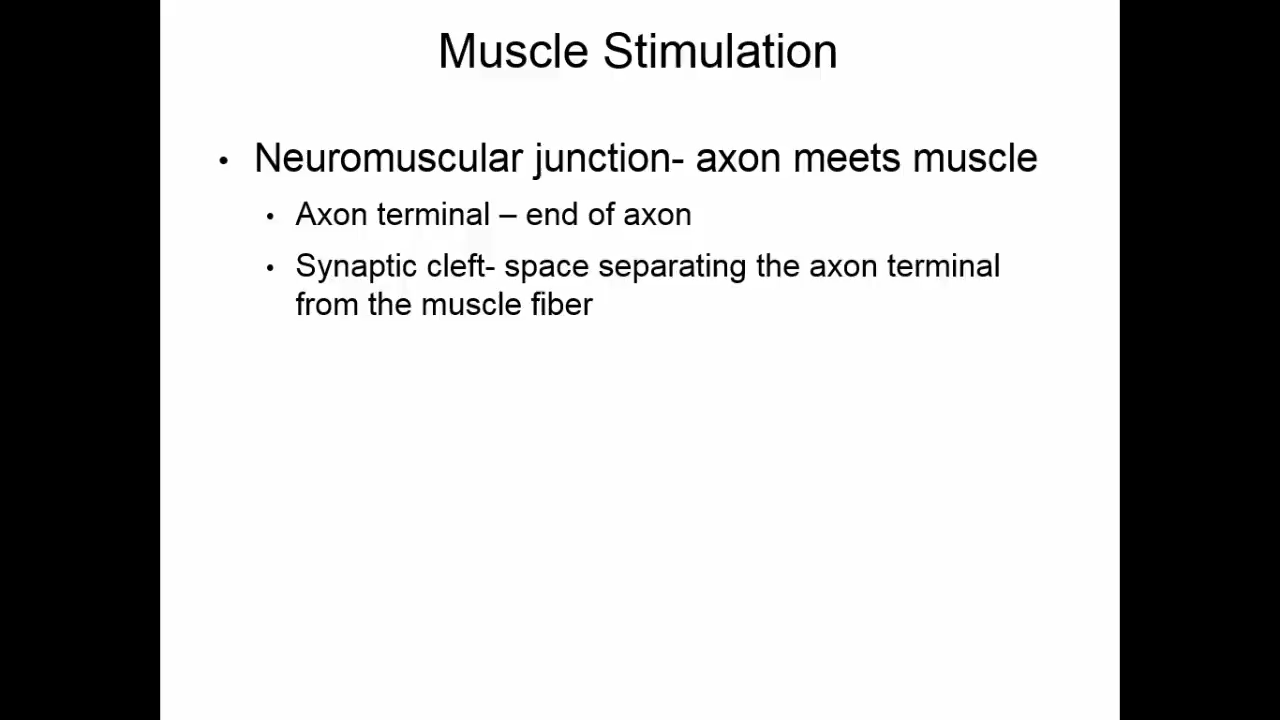 Muscle Stimulation
• Neuromuscular junction- axon meets muscle
• Axon terminal – end of axon
• Synaptic cleft- space separating the axon terminal
from the muscle fiber